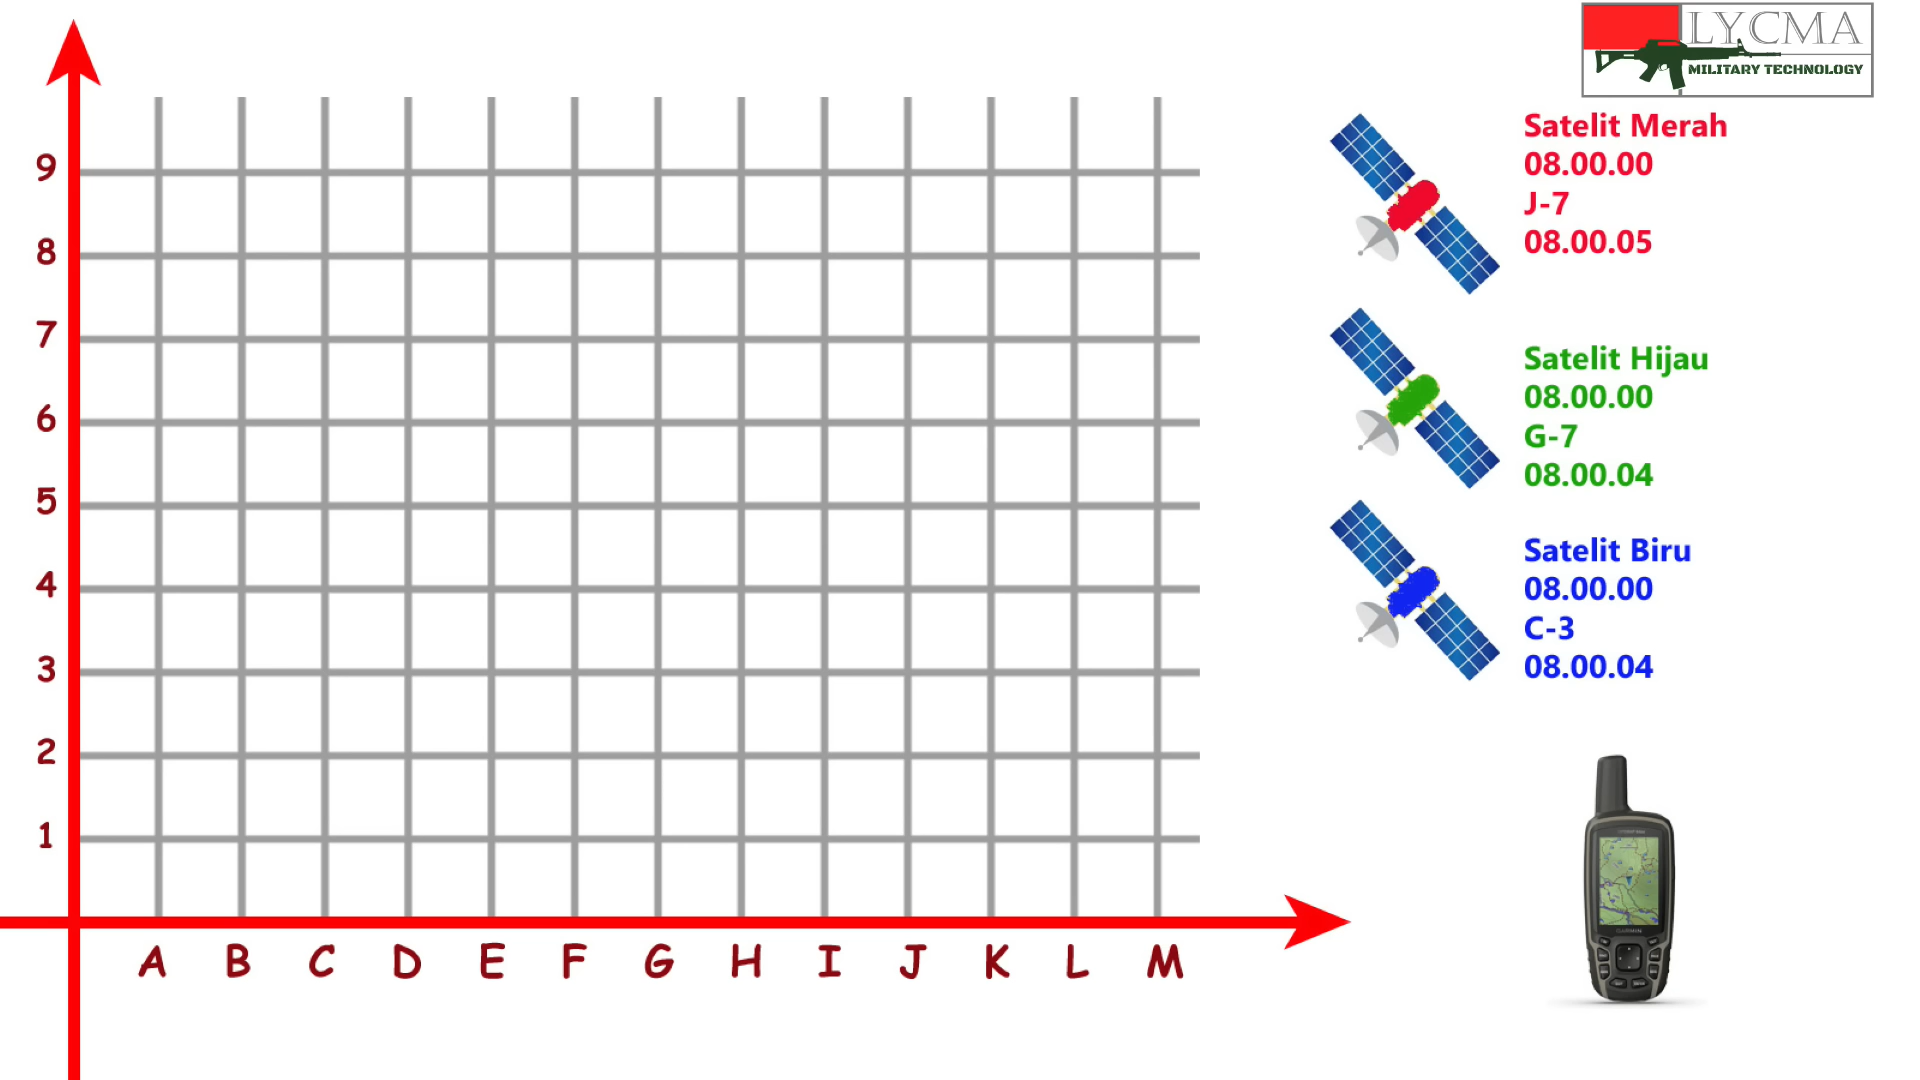 LYCMA
MILITARY TECHNOLOGY
Satelit Merah
08.00.00
J-7
08.00.05
Satelit Hijau
08.00.00
G-7
08.00.04
Satelit Biru
08.00.00
C-3
08.00.04
9
8
7
6
5
4
3
2
1
A B C D E F G H I J K L M
GARMIN